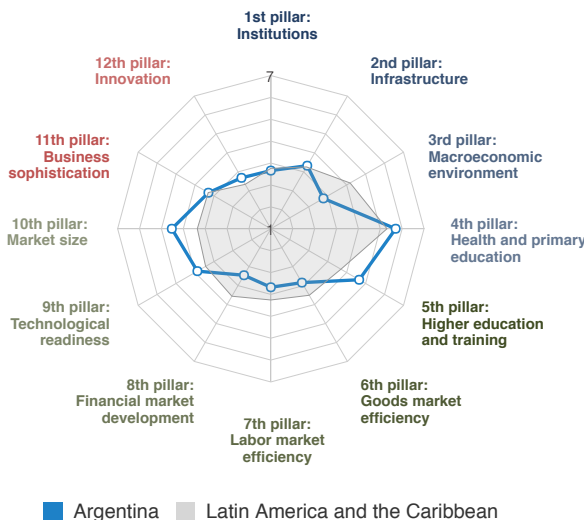 1st pillar:
Institutions
2nd pillar:
Infrastructure
3rd pillar:
Macroeconomic
environment
4th pillar:
Health and primary
education
5th pillar:
Higher education
and training
6th pillar:
Goods market
efficiency
7th pillar:
Labor market
efficiency
8th pillar:
Financial market
development
9th pillar:
Technological
readiness
10th pillar:
Market size
11th pillar:
Business
sophistication
12th pillar:
Innovation
7
1
Argentina
Latin America and the Caribbean